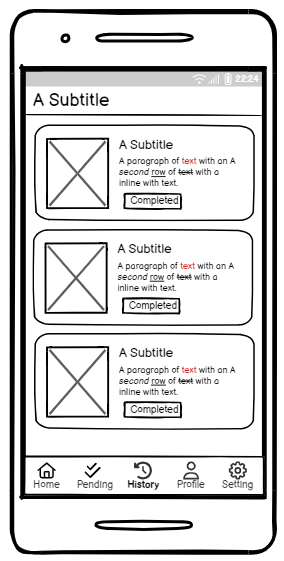 22:24
A Subtitle
A Subtitle
A paragraph of text with an A
second row of text with a
inline with text.
Completed
A Subtitle
A paragraph of text with an A
second row of text with a
inline with text.
Completed
A Subtitle
A paragraph of text with an A
second row of text with a
inline with text.
Completed
Home Pending History Profile Setting